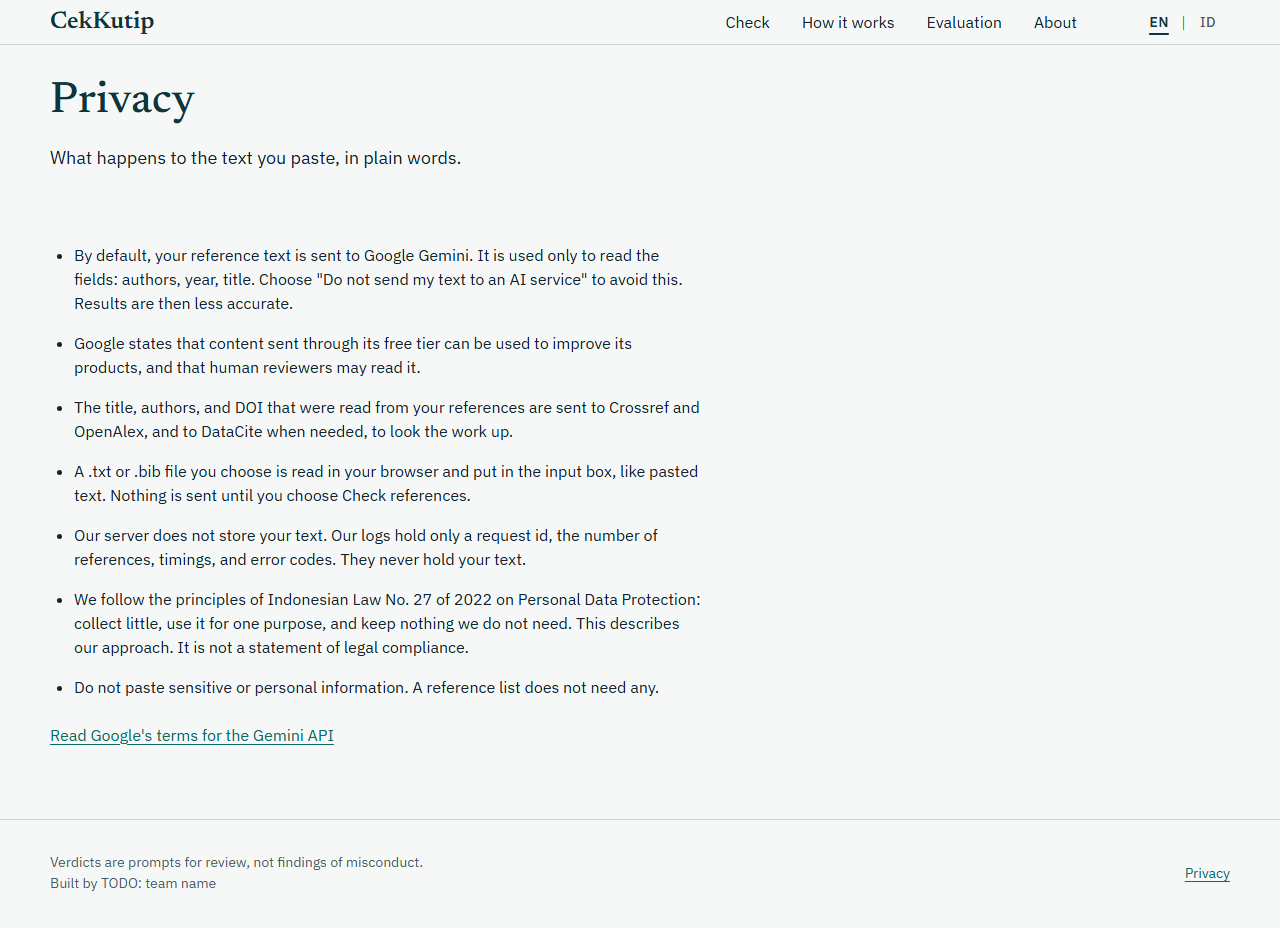 CekKutip
Check How it works Evaluation About EN | ID
Privacy
What happens to the text you paste, in plain words.
• By default, your reference text is sent to Google Gemini. It is used only to read the
fields: authors, year, title. Choose "Do not send my text to an AI service" to avoid this.
Results are then less accurate.
• Google states that content sent through its free tier can be used to improve its
products, and that human reviewers may read it.
• The title, authors, and DOI that were read from your references are sent to Crossref and
OpenAlex, and to DataCite when needed, to look the work up.
• A .txt or .bib file you choose is read in your browser and put in the input box, like pasted
text. Nothing is sent until you choose Check references.
• Our server does not store your text. Our logs hold only a request id, the number of
references, timings, and error codes. They never hold your text.
• We follow the principles of Indonesian Law No. 27 of 2022 on Personal Data Protection:
collect little, use it for one purpose, and keep nothing we do not need. This describes
our approach. It is not a statement of legal compliance.
• Do not paste sensitive or personal information. A reference list does not need any.
Read Google's terms for the Gemini API
Verdicts are prompts for review, not findings of misconduct.
Built by TODO: team name
Privacy